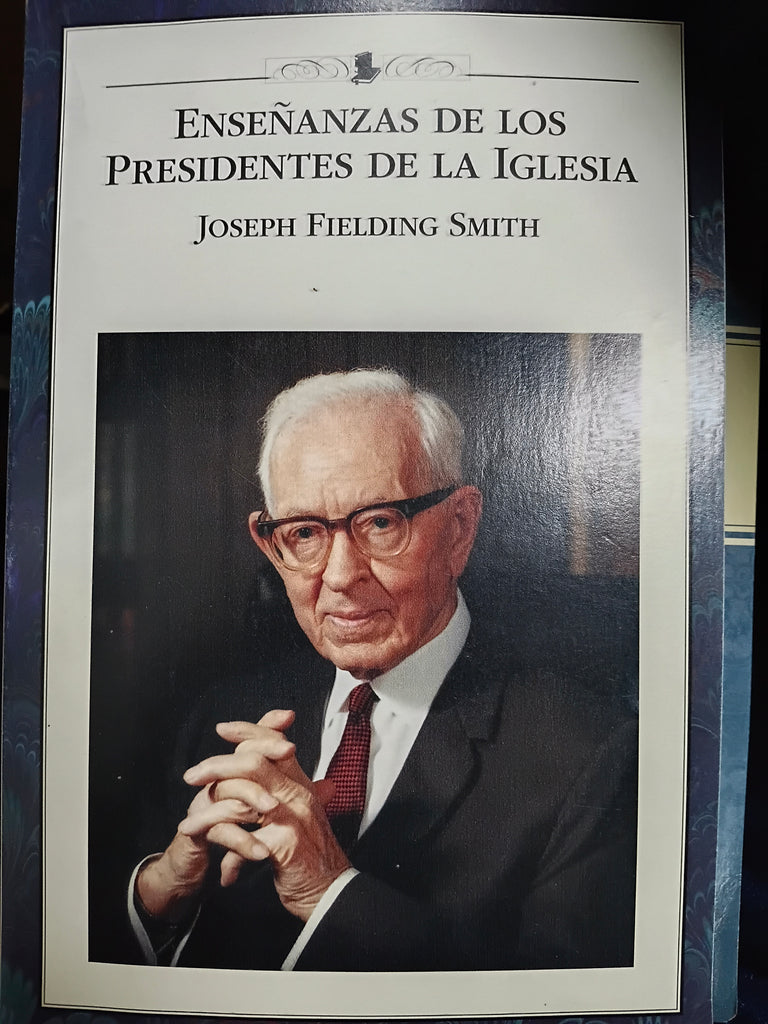 Enseñanzas de los
Presidentes de la Iglesia
Joseph Fielding Smith